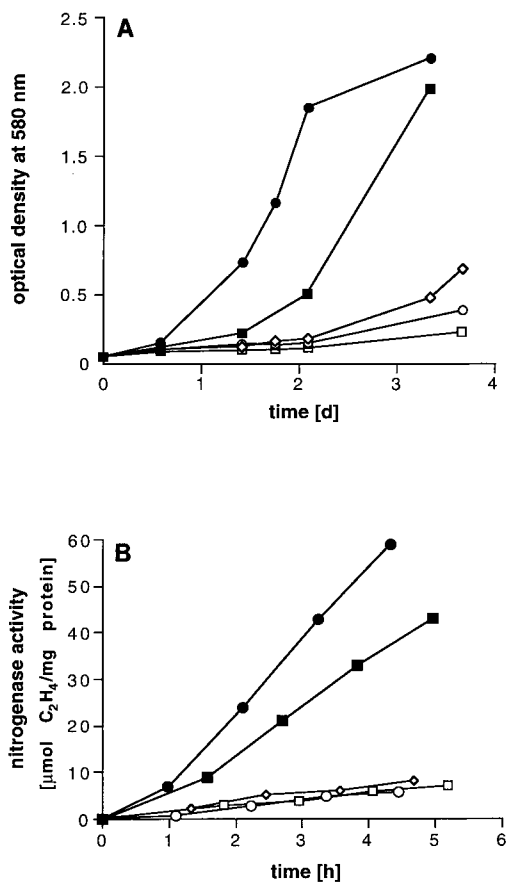 A
2.5
2.0
1.5
1.0
0.5
0
optical density at 580 nm
0 1 2 3 4
time [d]
B
60
50
40
30
20
10
0
nitrogenase activity
[µmol C₂H₄/mg protein]
0 1 2 3 4 5 6
time [h]